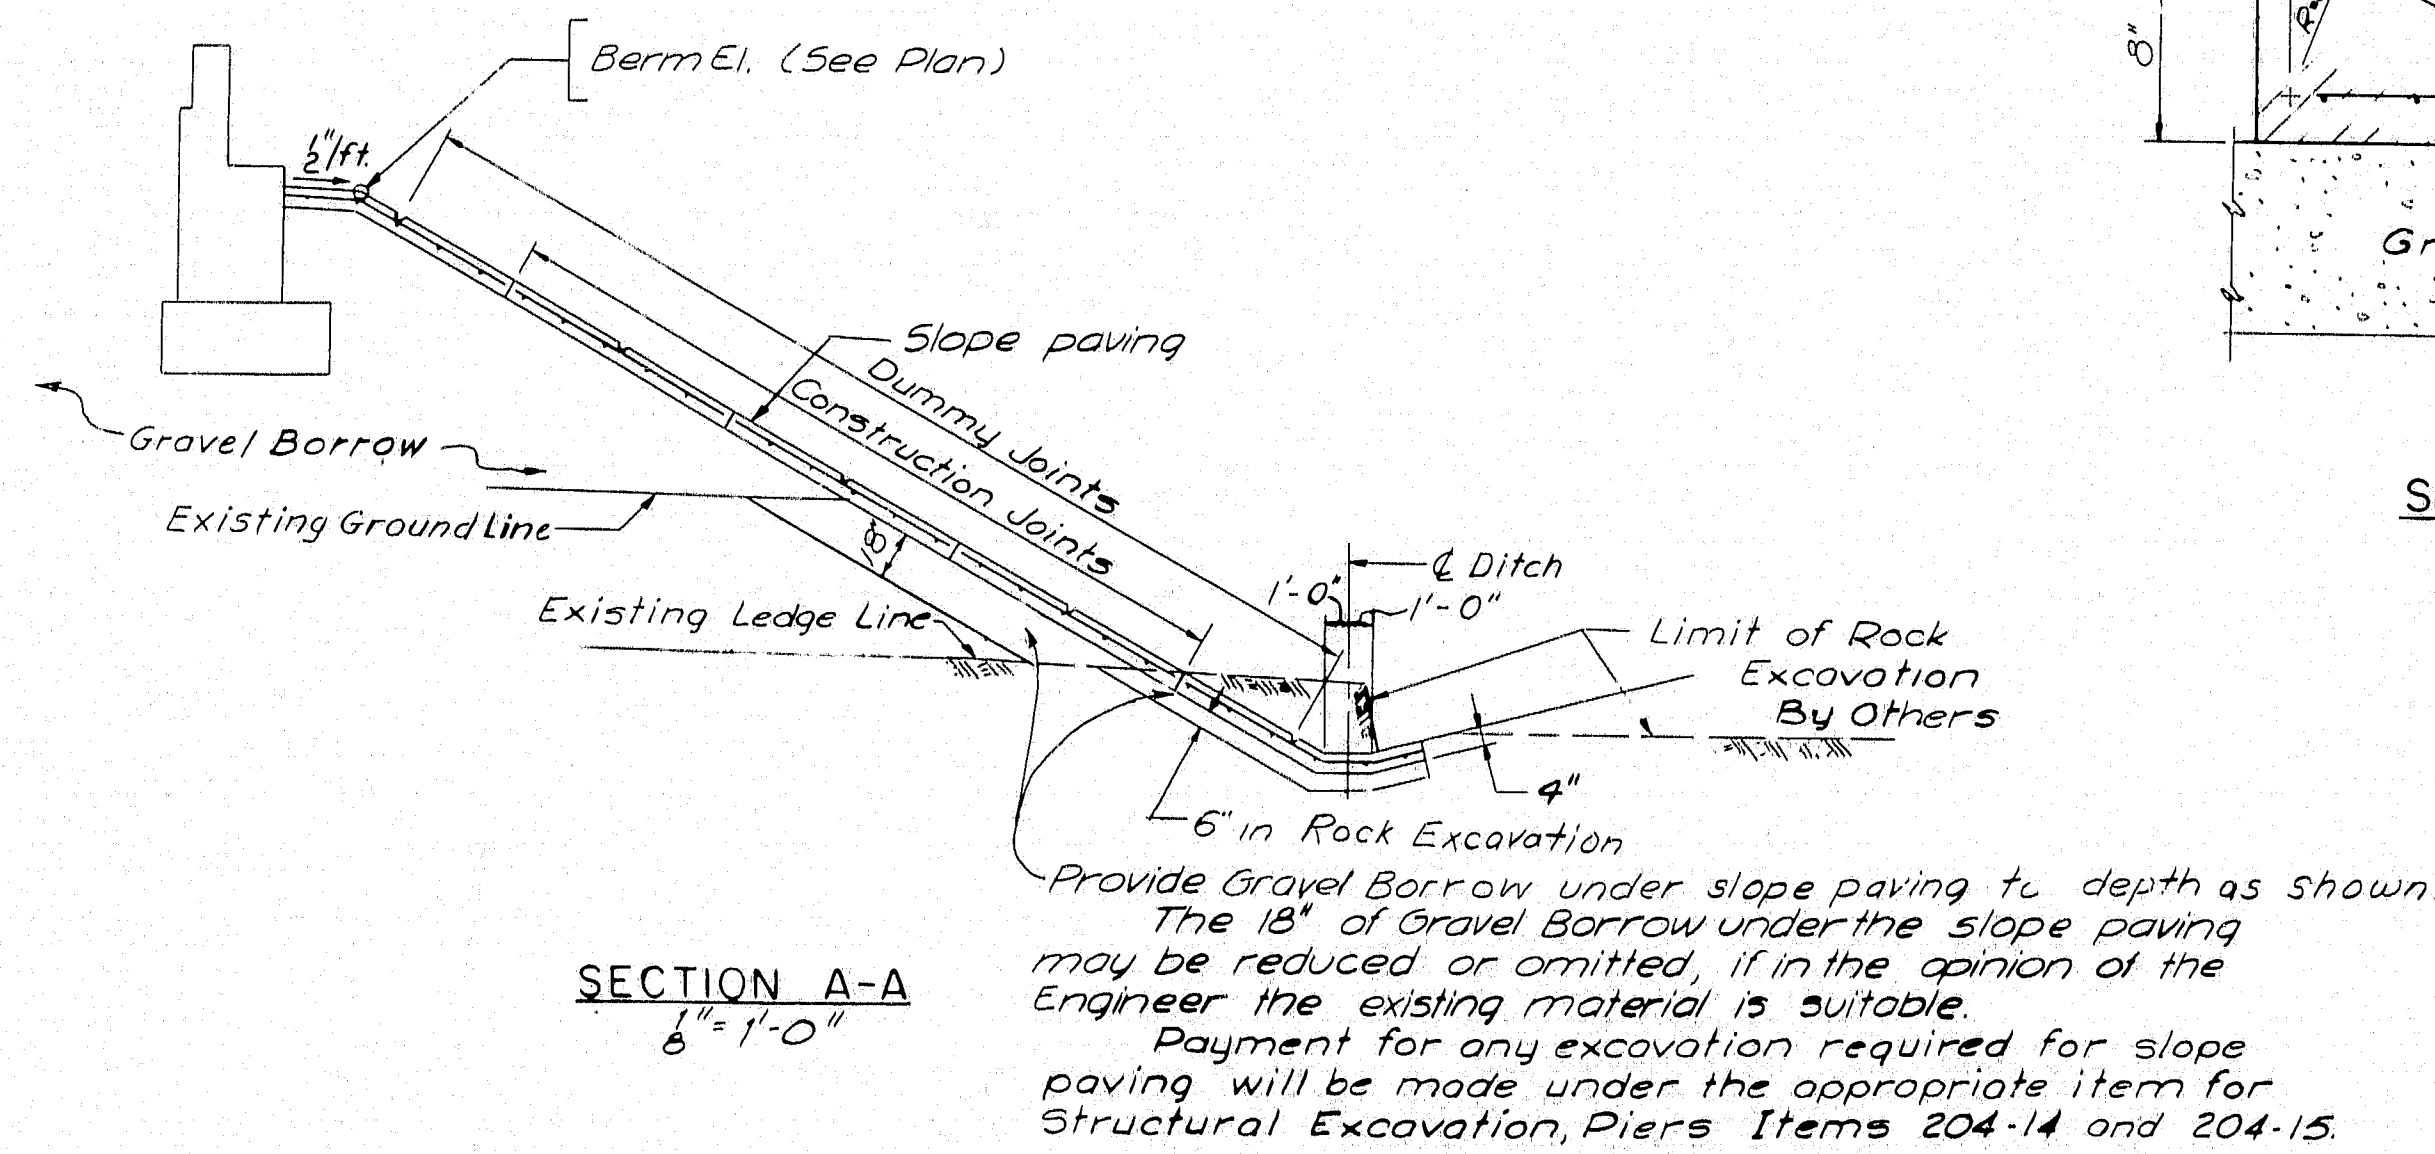 Berm El. (See Plan)
8"
R.
1/2"/ft.
Gr
Slope paving
Dummy Joints
Construction Joints
Gravel Borrow
Existing Ground Line
S
18"
℄ Ditch
1'-0"
1'-0"
Existing Ledge Line
Limit of Rock
Excavation
By Others
4"
6" in Rock Excavation
Provide Gravel Borrow under slope paving to depth as shown
The 18" of Gravel Borrow under the slope paving
may be reduced or omitted, if in the opinion of the
Engineer the existing material is suitable.
Payment for any excavation required for slope
paving will be made under the appropriate item for
Structural Excavation, Piers Items 204-14 and 204-15.
SECTION A-A
1/8" = 1'-0"